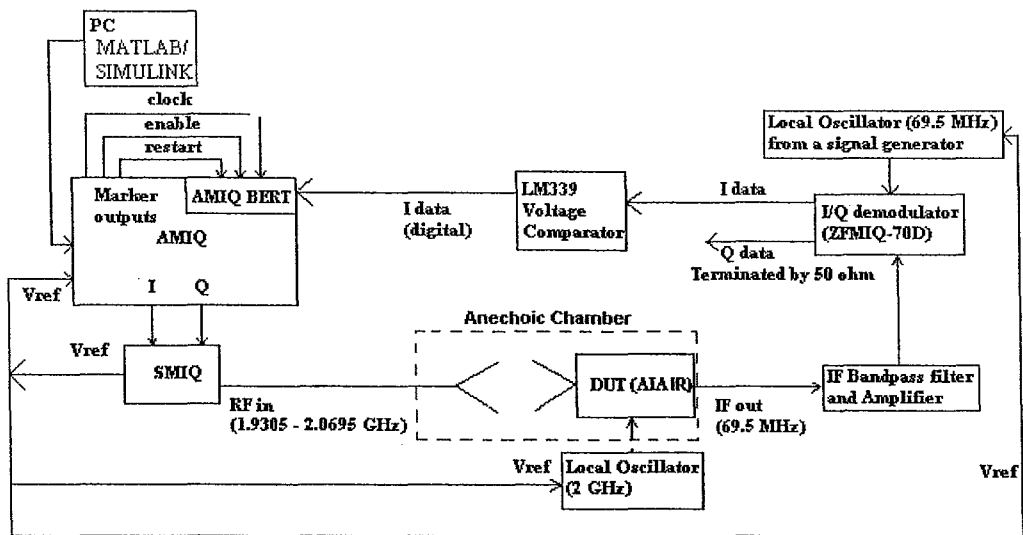 PC
MATLAB/
SIMULINK
clock
enable
restart
Marker
outputs
AMIQ BERT
AMIQ
I Q
Vref
Vref
SMIQ
RF in
(1.9305 - 2.0695 GHz)
I data
(digital)
LM339
Voltage
Comparator
I data
Q data
Terminated by 50 ohm
Local Oscillator (69.5 MHz)
from a signal generator
I/Q demodulator
(ZFMIQ-70D)
Anechoic Chamber
DUT (AIAIR)
IF out
(69.5 MHz)
IF Bandpass filter
and Amplifier
Vref
Local Oscillator
(2 GHz)
Vref